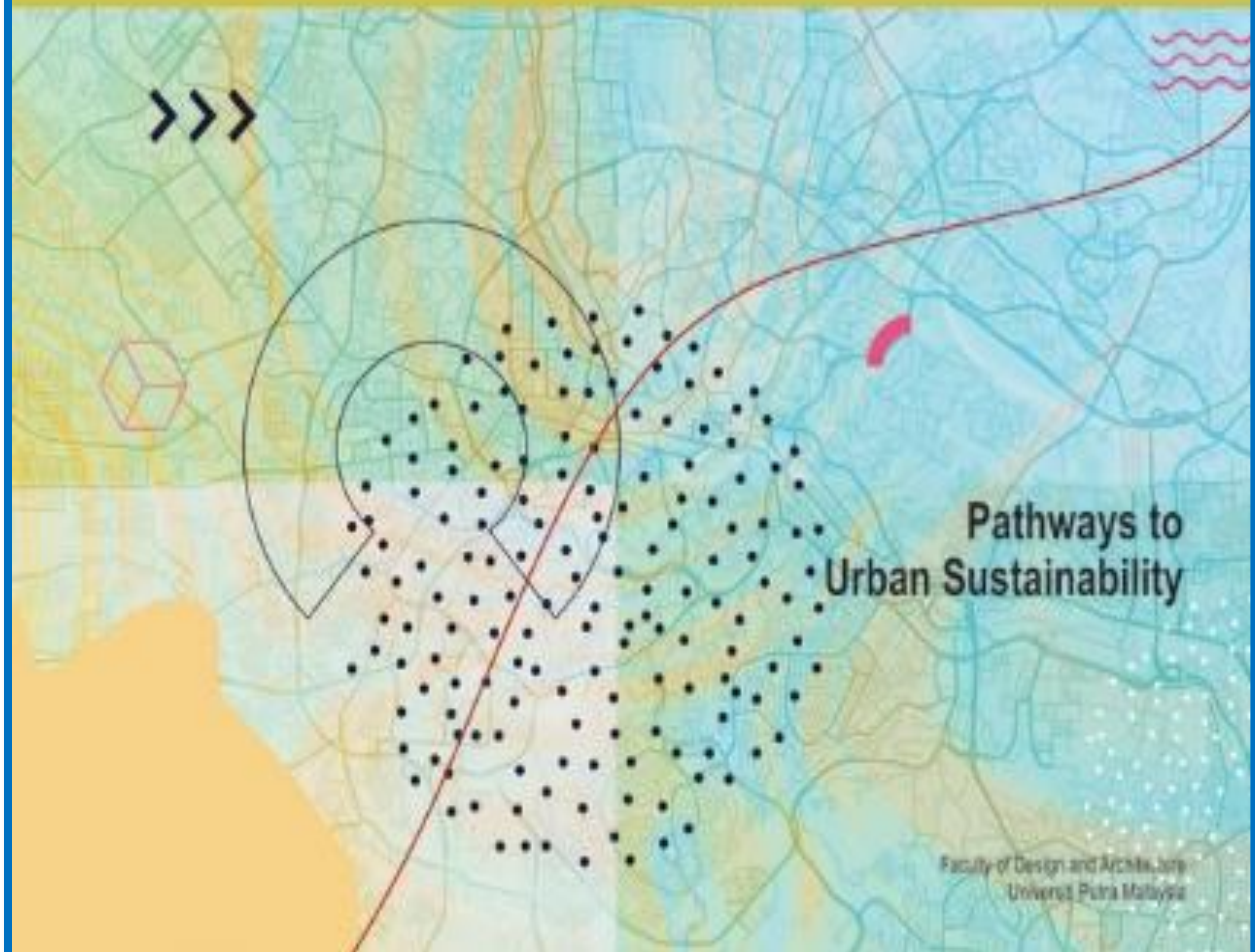 Pathways to
Urban Sustainability
Faculty of Design and Architecture
Universiti Putra Malaysia